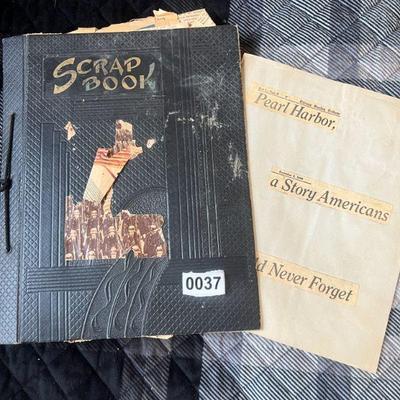 SCRAP
BOOK
0037
Pearl Harbor,
a Story Americans
ld Never Forget